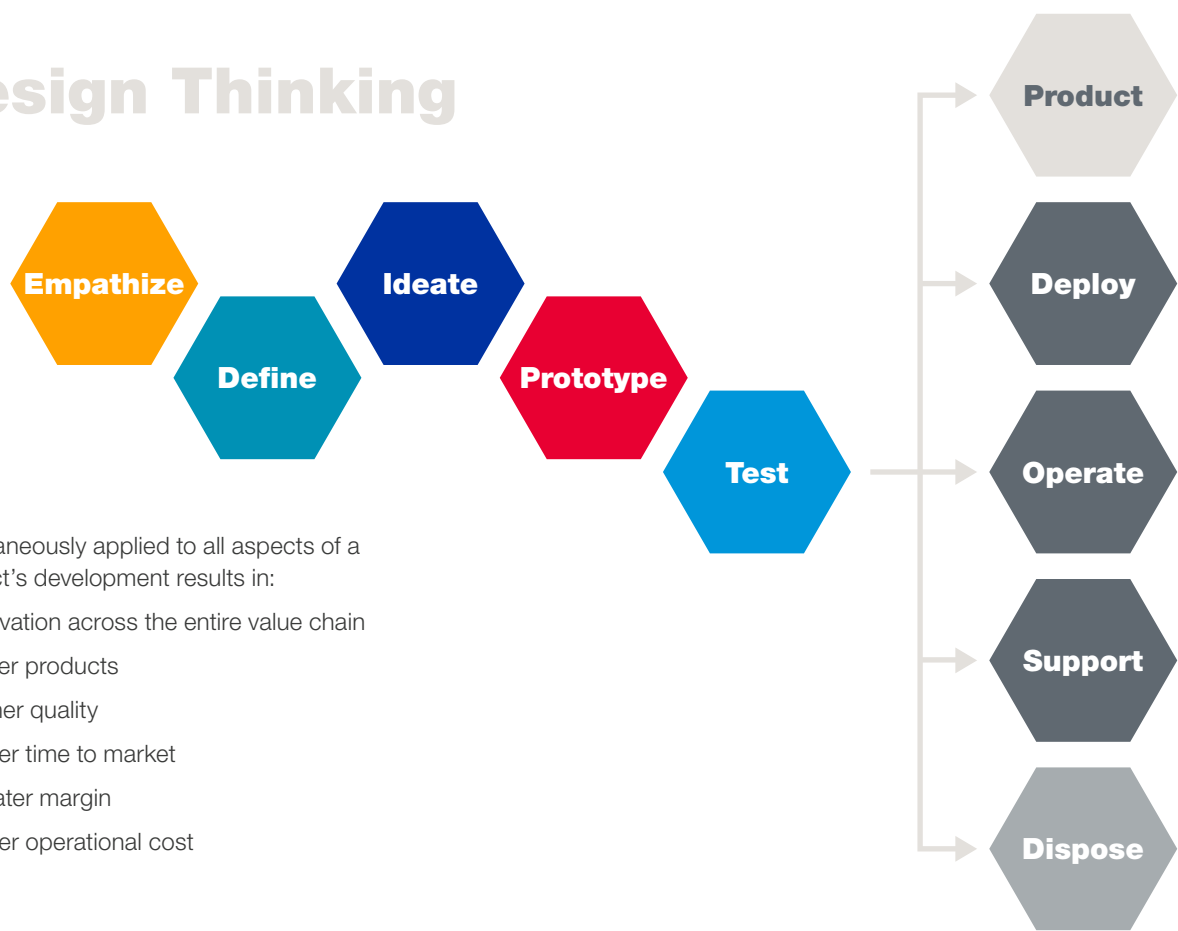 esign Thinking
Product
Empathize
Ideate
Deploy
Define
Prototype
Test
Operate
aneously applied to all aspects of a
ct's development results in:
vation across the entire value chain
er products
her quality
er time to market
ater margin
er operational cost
Support
Dispose